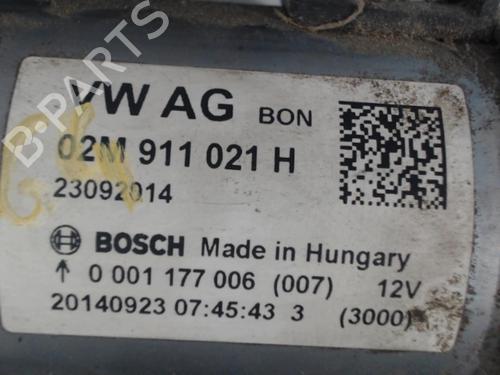 VW AG BON
02M 911 021 H
23092014
BOSCH Made in Hungary
↑ 0 001 177 006 (007) 12V
20140923 07:45:43 3 (3000)
B-PARTS